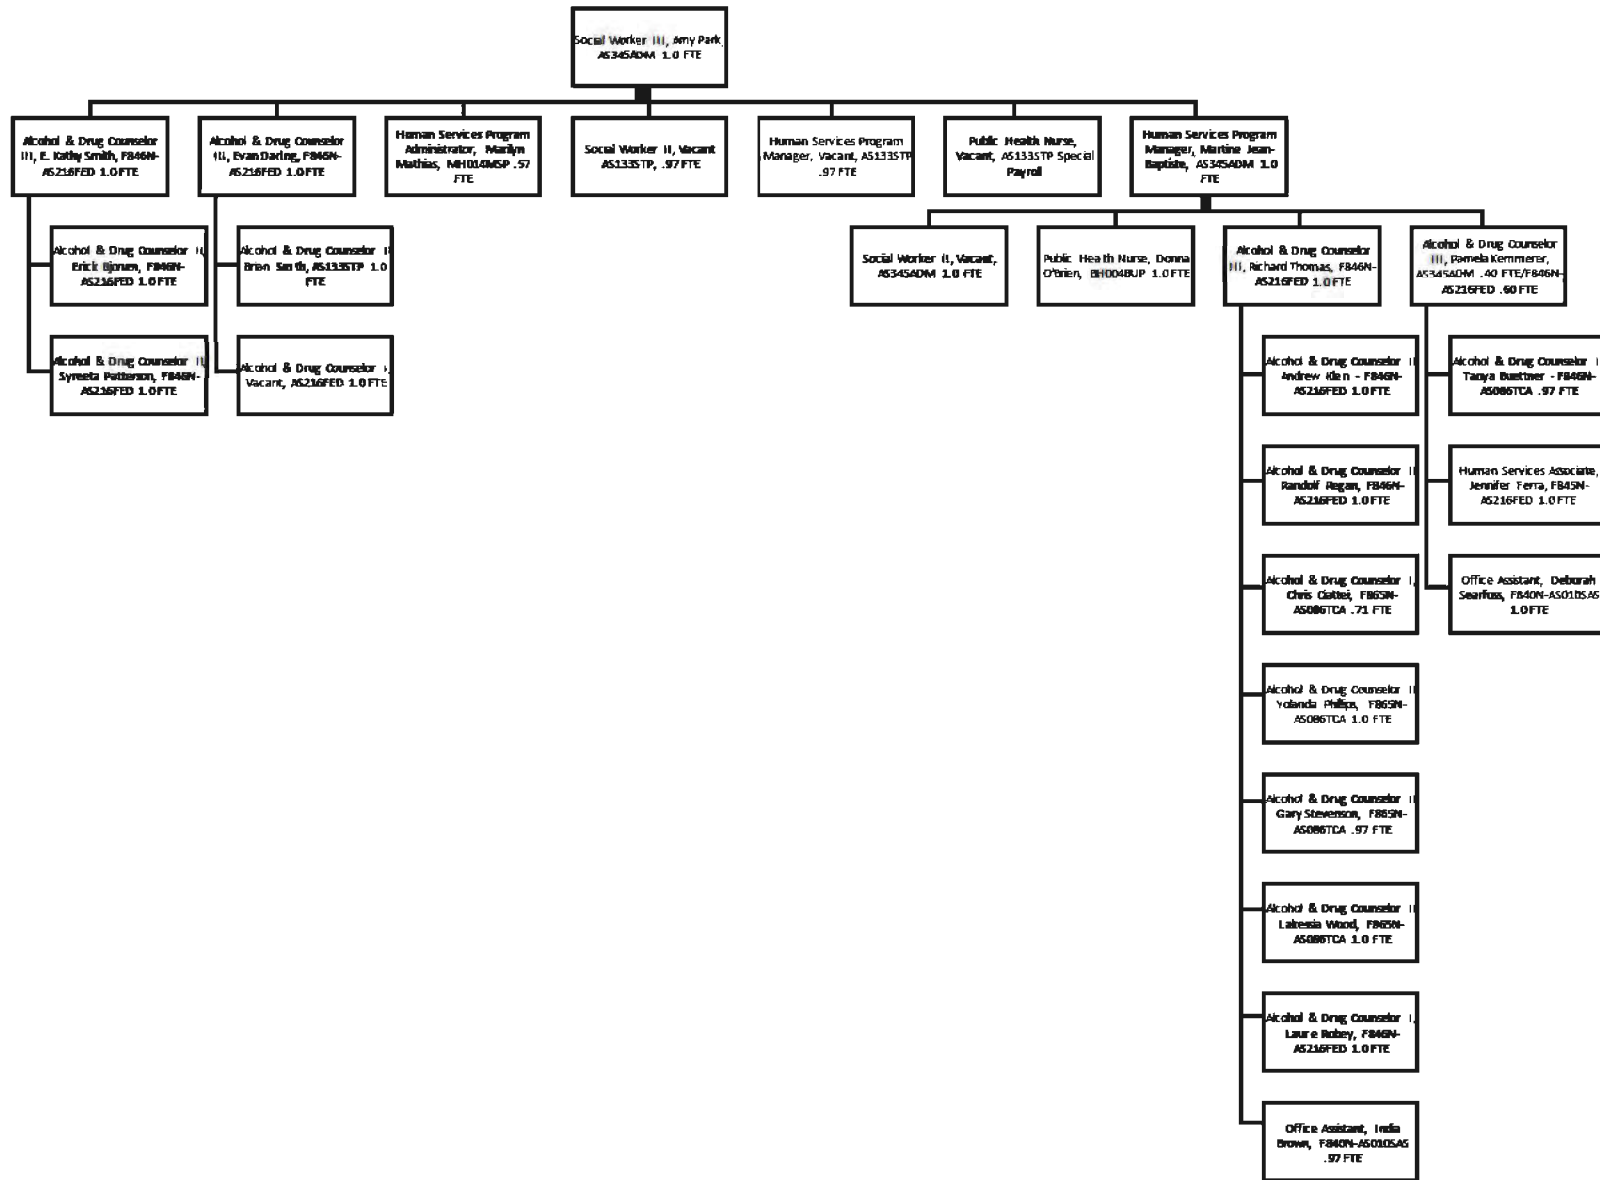 Social Worker III, Amy Park,
AS345ADM 1.0 FTE
Alcohol & Drug Counselor
III, E. Kathy Smith, F846N-
AS216FED 1.0 FTE
Alcohol & Drug Counselor
III, Evan Darling, F846N-
AS216FED 1.0 FTE
Human Services Program
Administrator, Marilyn
Mathias, MH014MSP .57
FTE
Social Worker II, Vacant
AS133STP, .97 FTE
Human Services Program
Manager, Vacant, AS133STP
.97 FTE
Public Health Nurse,
Vacant, AS133STP Special
Payroll
Human Services Program
Manager, Martine Jean-
Baptiste, AS345ADM 1.0
FTE
Alcohol & Drug Counselor II,
Erick F846N-
AS216FED 1.0 FTE
Alcohol & Drug Counselor II
Brian Smith, AS133STP 1.0
FTE
Social Worker II, Vacant,
AS345ADM 1.0 FTE
Public Health Nurse, Donna
O'Brien, BH004BUP 1.0 FTE
Alcohol & Drug Counselor
III, Richard Thomas, F846N-
AS216FED 1.0 FTE
Alcohol & Drug Counselor
III, Pamela Kemmerer,
AS345ADM .40 FTE/F846N-
AS216FED .60 FTE
Alcohol & Drug Counselor II,
Syreeta Patterson, F846N-
AS216FED 1.0 FTE
Alcohol & Drug Counselor I,
Vacant, AS216FED 1.0 FTE
Alcohol & Drug Counselor II
Andrew Klein - F846N-
AS216FED 1.0 FTE
Alcohol & Drug Counselor
Tanya Buettner - F846N-
AS086TCA .97 FTE
Alcohol & Drug Counselor II
Randolf Regan, F846N-
AS216FED 1.0 FTE
Human Services Associate,
Jennifer Terra, F845N-
AS216FED 1.0 FTE
Alcohol & Drug Counselor I,
Chris F865N-
AS086TCA .71 FTE
Office Assistant, Deborah
Searfoss, F840N-AS010SAS
1.0 FTE
Alcohol & Drug Counselor II
Yolanda Phillips, F865N-
AS086TCA 1.0 FTE
Alcohol & Drug Counselor II
Gary Stevenson, F865N-
AS086TCA .97 FTE
Alcohol & Drug Counselor II
Lakessia Wood, F865N-
AS086TCA 1.0 FTE
Alcohol & Drug Counselor I,
Laurie Robey, F846N-
AS216FED 1.0 FTE
Office Assistant, India
Brown, F840N-AS010SAS
.97 FTE